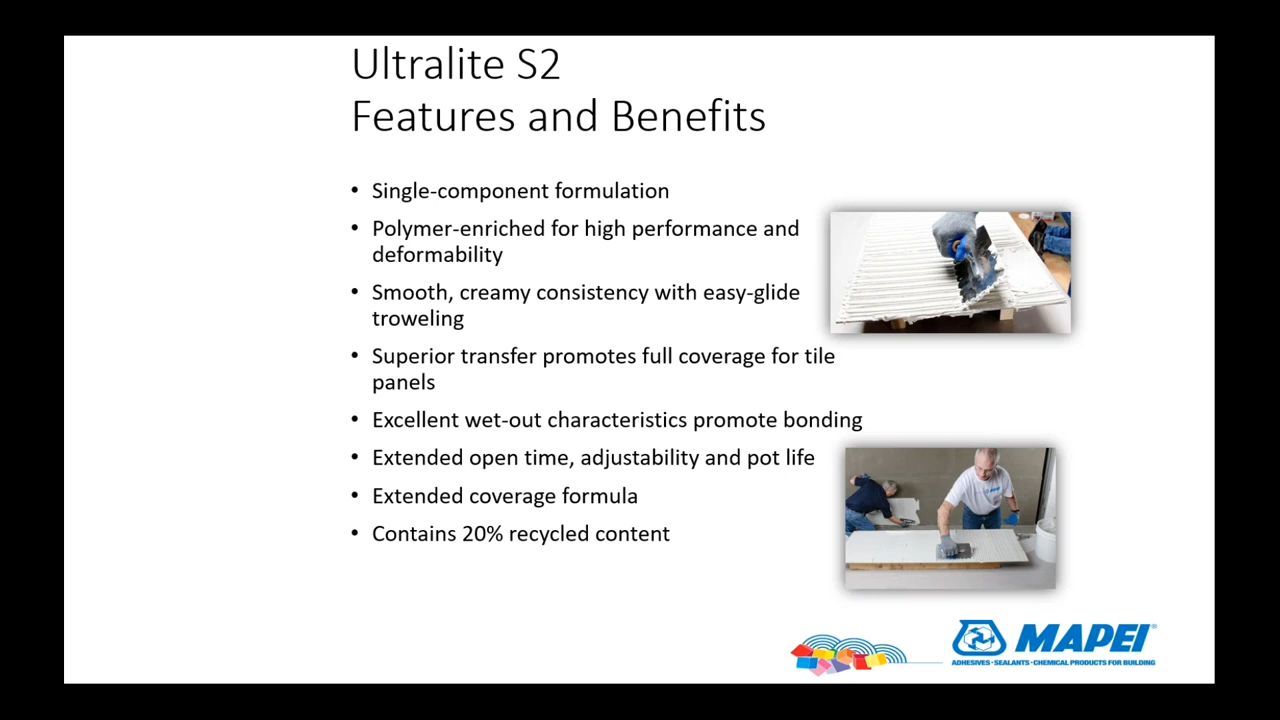 Ultralite S2
Features and Benefits
• Single-component formulation
• Polymer-enriched for high performance and
deformability
• Smooth, creamy consistency with easy-glide
troweling
• Superior transfer promotes full coverage for tile
panels
• Excellent wet-out characteristics promote bonding
• Extended open time, adjustability and pot life
• Extended coverage formula
• Contains 20% recycled content
MAPEI®
ADHESIVES • SEALANTS • CHEMICAL PRODUCTS FOR BUILDING